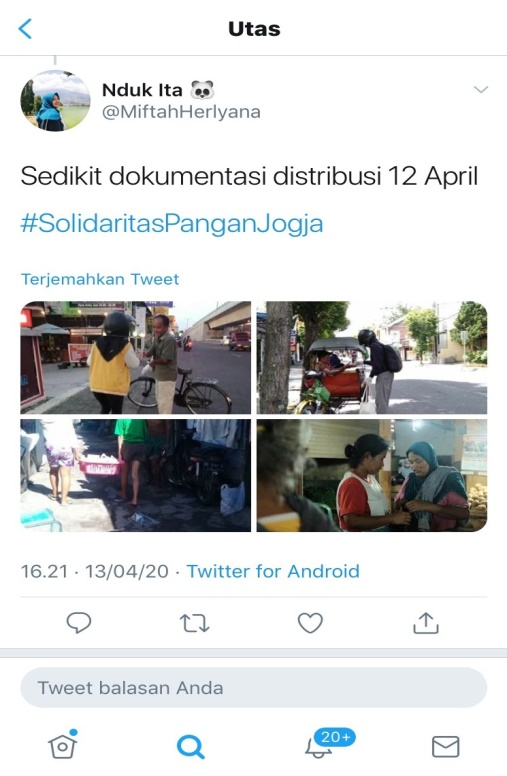 Utas
Nduk Ita 🐼
@MiftahHerlyana
Sedikit dokumentasi distribusi 12 April
#SolidaritasPanganJogja
Terjemahkan Tweet
16.21 · 13/04/20 · Twitter for Android
Tweet balasan Anda
20+